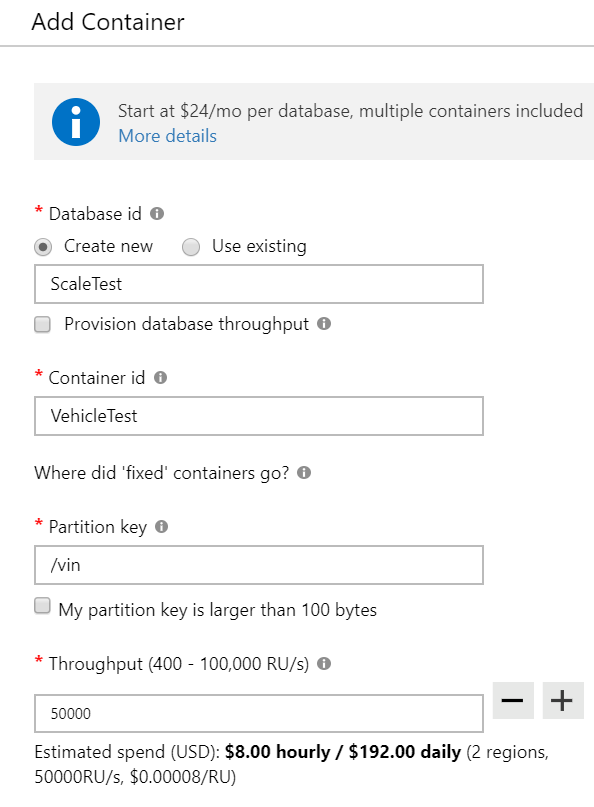 Add Container
Start at $24/mo per database, multiple containers included
More details
* Database id
Create new Use existing
ScaleTest
Provision database throughput
* Container id
VehicleTest
Where did 'fixed' containers go?
* Partition key
/vin
My partition key is larger than 100 bytes
* Throughput (400 - 100,000 RU/s)
50000
Estimated spend (USD): $8.00 hourly / $192.00 daily (2 regions,
50000RU/s, $0.00008/RU)